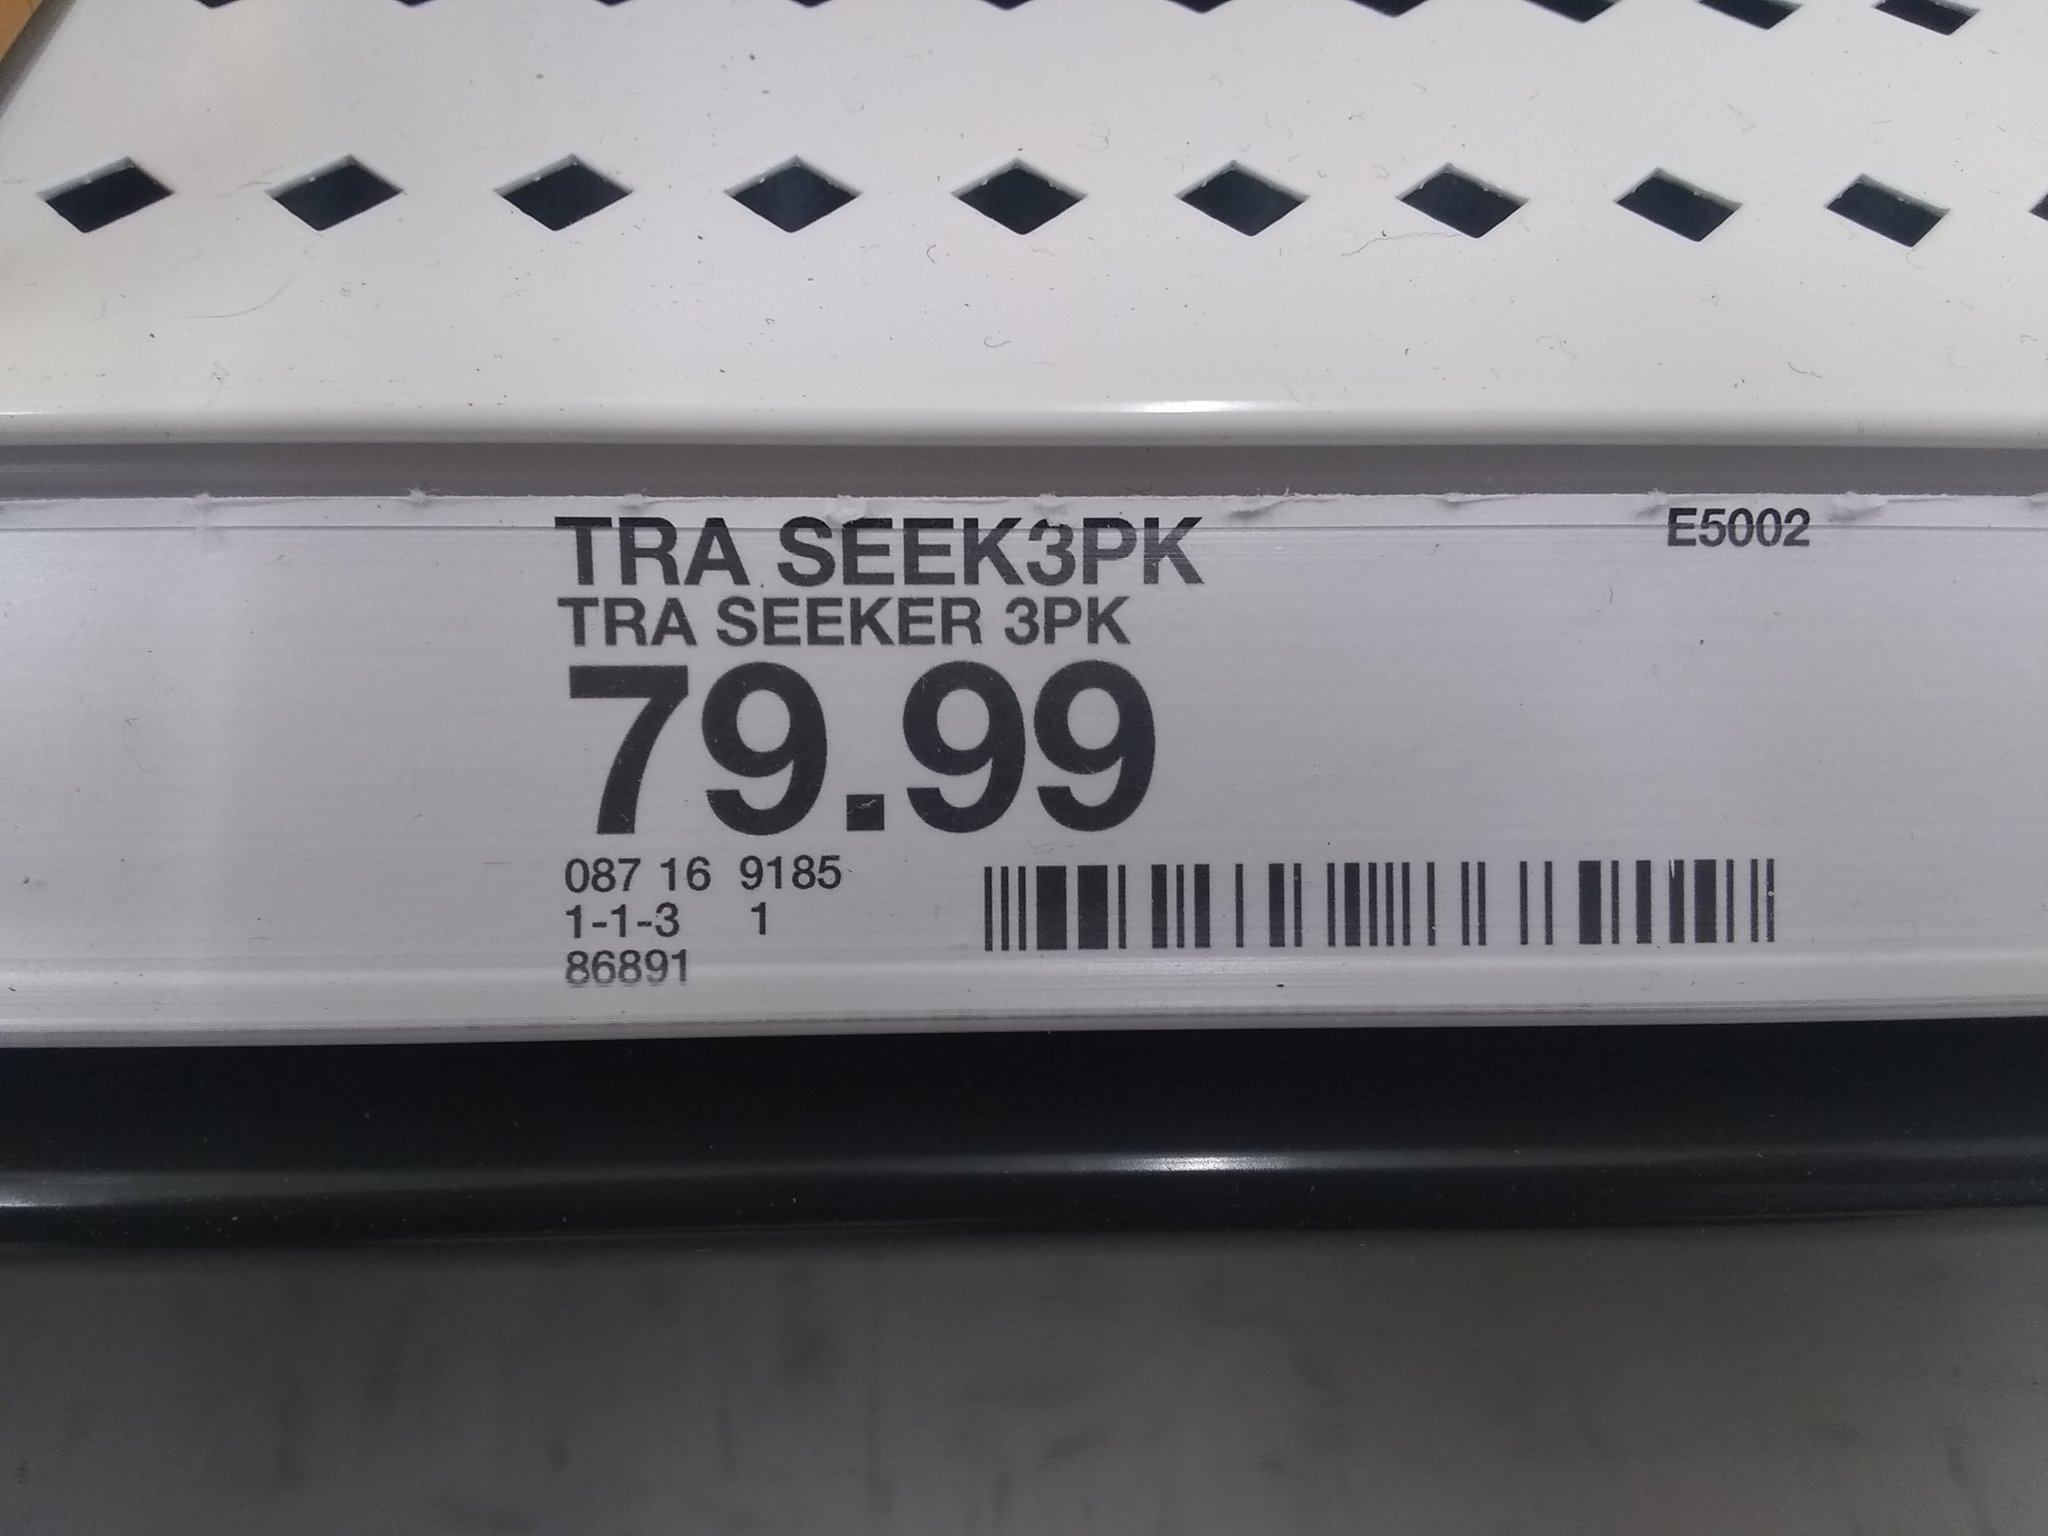 TRA SEEK3PK
E5002
TRA SEEKER 3PK
79.99
087 16 9185
1-1-3 1
86891